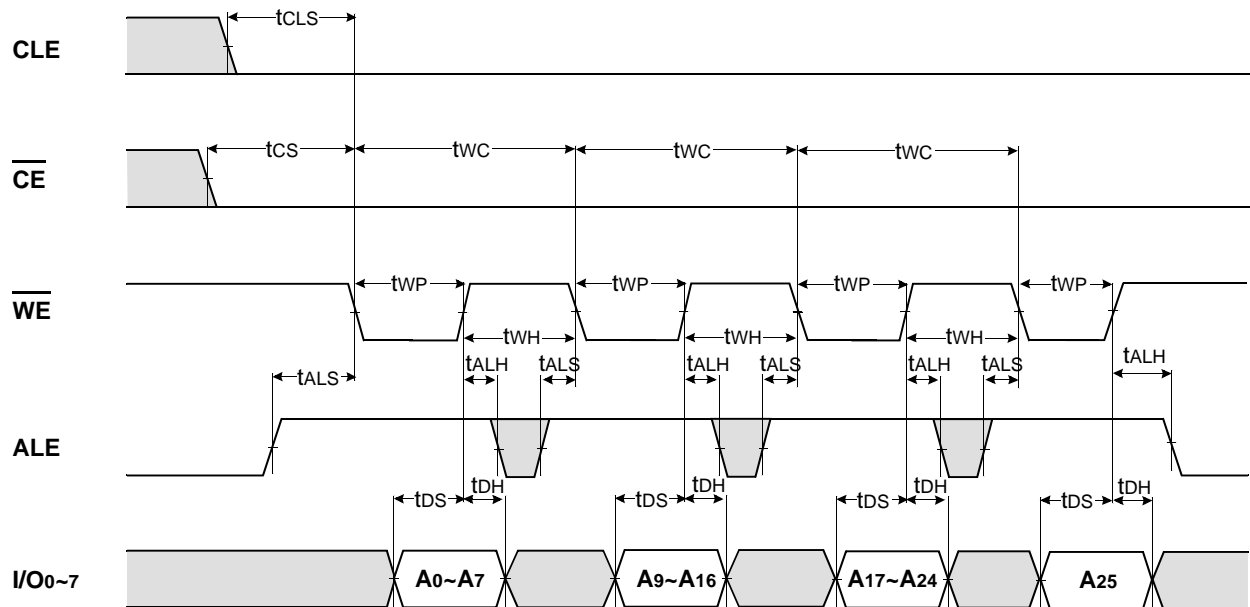 CLE
tCLS
CE
tCS tWC tWC tWC
WE
tWP tWP tWP tWP
tWH tWH tWH
tALS tALH tALS tALH tALS tALH tALS tALH
ALE
tDS tDH tDS tDH tDS tDH tDS tDH
I/O0~7 A0~A7 A9~A16 A17~A24 A25